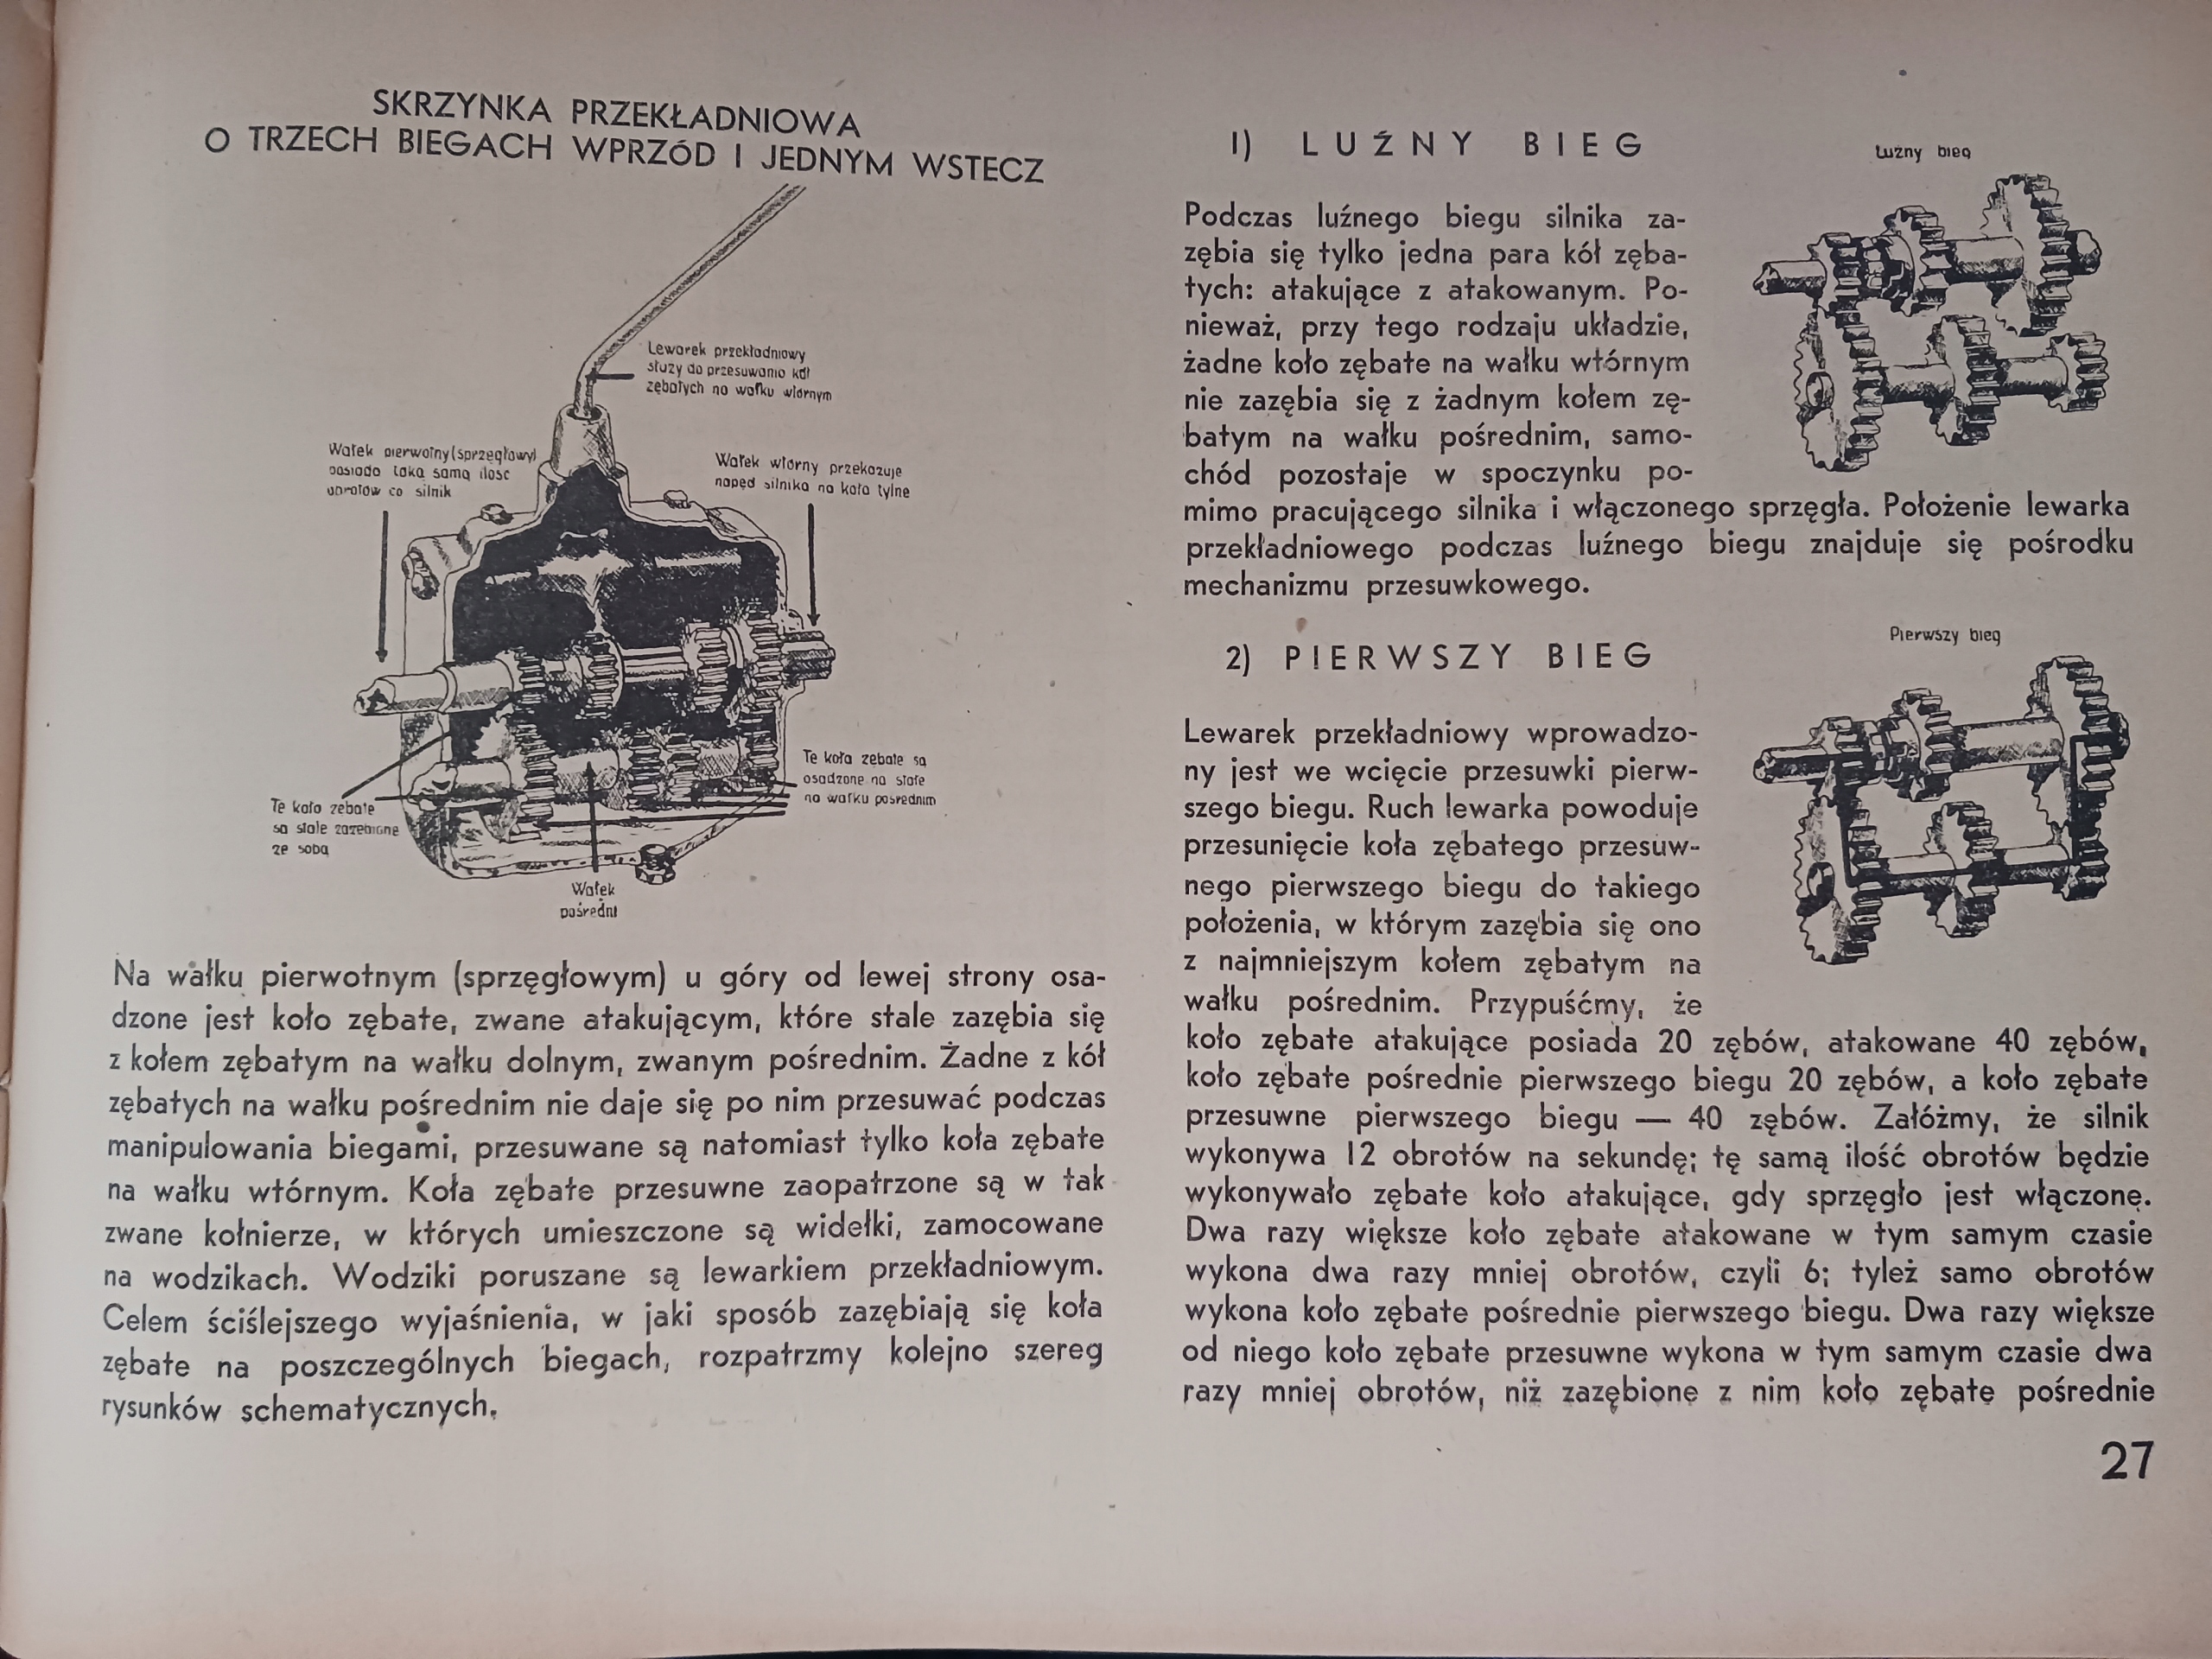 SKRZYNKA PRZEKŁADNIOWA
O TRZECH BIEGACH WPRZÓD I JEDNYM WSTECZ
Lewarek przekładniowy
służy do przesuwania kół
zębatych na wałku wtórnym
Wałek pierwotny (sprzęgłowy)
posiada taką samą ilość
obrotów co silnik
Wałek wtórny przekazuje
napęd silnika na koła tylne
Te koła zębate
są stale zazębione
ze sobą
Te koła zębate są
osadzone na stałe
na wałku pośrednim
Wałek
pośredni
Na wałku pierwotnym (sprzęgłowym) u góry od lewej strony osa-
dzone jest koło zębate, zwane atakującym, które stale zazębia się
z kołem zębatym na wałku dolnym, zwanym pośrednim. Żadne z kół
zębatych na wałku pośrednim nie daje się po nim przesuwać podczas
manipulowania biegami, przesuwane są natomiast tylko koła zębate
na wałku wtórnym. Koła zębate przesuwne zaopatrzone są w tak
zwane kołnierze, w których umieszczone są widełki, zamocowane
na wodzikach. Wodziki poruszane są lewarkiem przekładniowym.
Celem ściślejszego wyjaśnienia, w jaki sposób zazębiają się koła
zębate na poszczególnych biegach, rozpatrzmy kolejno szereg
rysunków schematycznych.
1) LUŹNY BIEG
Luźny bieg
Podczas luźnego biegu silnika za-
zębia się tylko jedna para kół zęba-
tych: atakujące z atakowanym. Po-
nieważ, przy tego rodzaju układzie,
żadne koło zębate na wałku wtórnym
nie zazębia się z żadnym kołem zę-
batym na wałku pośrednim, samo-
chód pozostaje w spoczynku po-
mimo pracującego silnika i włączonego sprzęgła. Położenie lewarka
przekładniowego podczas luźnego biegu znajduje się pośrodku
mechanizmu przesuwkowego.
2) PIERWSZY BIEG
Pierwszy bieg
Lewarek przekładniowy wprowadzo-
ny jest we wcięcie przesuwki pierw-
szego biegu. Ruch lewarka powoduje
przesunięcie koła zębatego przesuw-
nego pierwszego biegu do takiego
położenia, w którym zazębia się ono
z najmniejszym kołem zębatym na
wałku pośrednim. Przypuśćmy, że
koło zębate atakujące posiada 20 zębów, atakowane 40 zębów,
koło zębate pośrednie pierwszego biegu 20 zębów, a koło zębate
przesuwne pierwszego biegu — 40 zębów. Załóżmy, że silnik
wykonywa 12 obrotów na sekundę; tę samą ilość obrotów będzie
wykonywało zębate koło atakujące, gdy sprzęgło jest włączone.
Dwa razy większe koło zębate atakowane w tym samym czasie
wykona dwa razy mniej obrotów, czyli 6; tyleż samo obrotów
wykona koło zębate pośrednie pierwszego biegu. Dwa razy większe
od niego koło zębate przesuwne wykona w tym samym czasie dwa
razy mniej obrotów, niż zazębione z nim koło zębate pośrednie
27